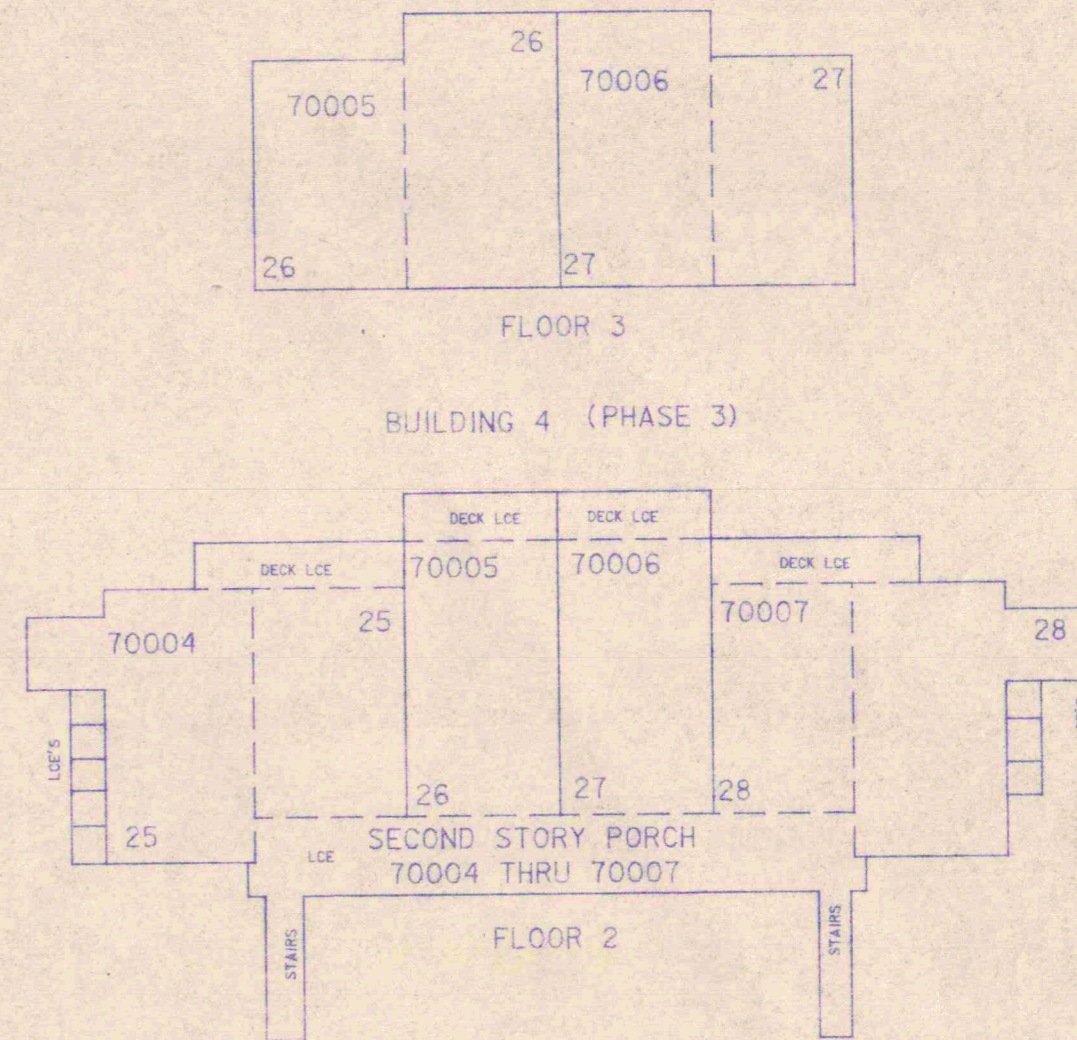 26
70006
27
70005
26
27
FLOOR 3
BUILDING 4 (PHASE 3)
DECK LCE
DECK LCE
DECK LCE
70005
70006
DECK LCE
70007
25
70004
28
LCE'S
26
27
28
25
SECOND STORY PORCH
LCE
70004 THRU 70007
STAIRS
FLOOR 2
STAIRS